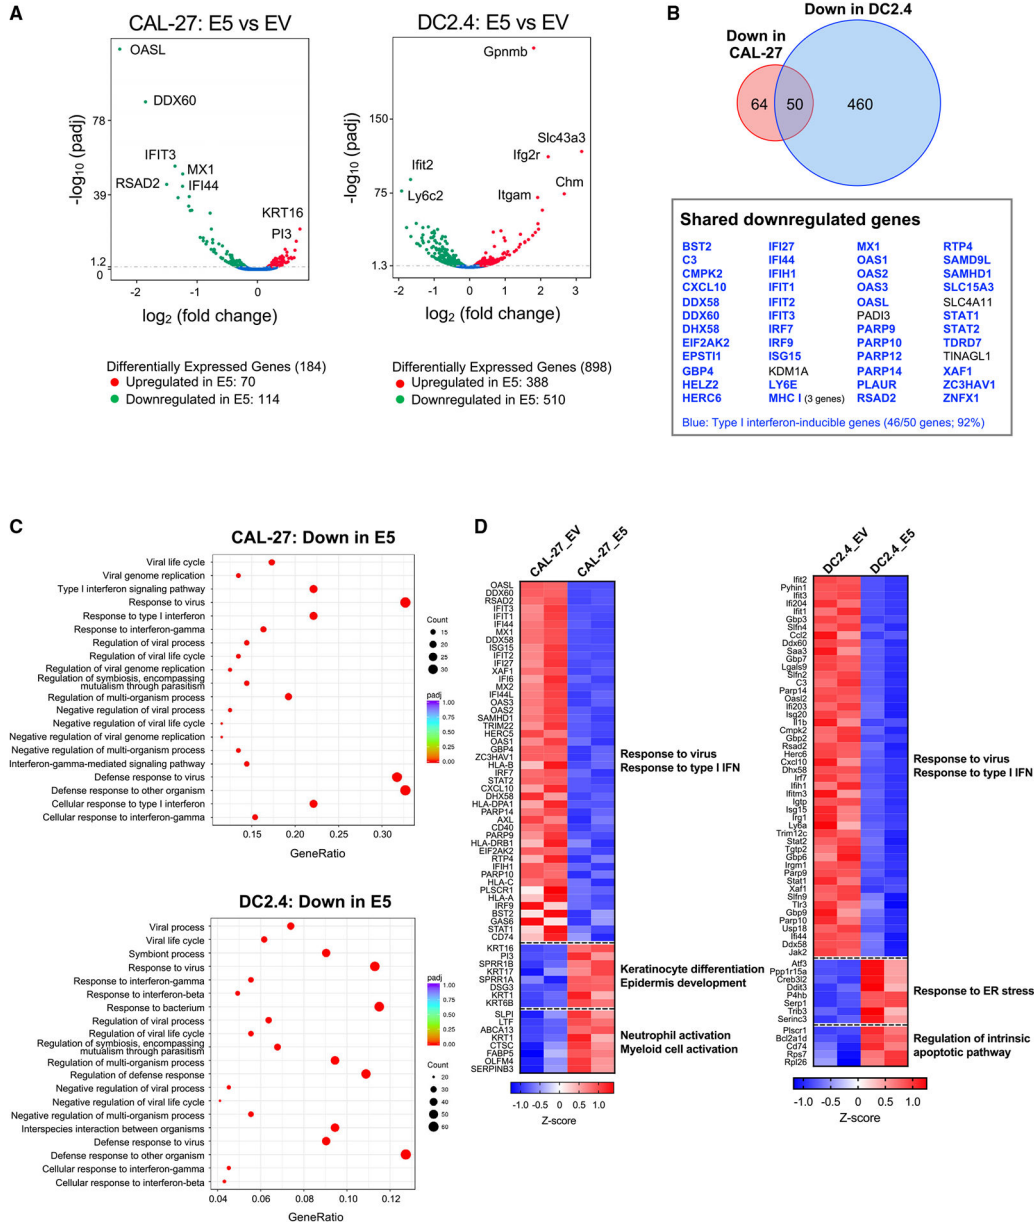 A
CAL-27: E5 vs EV
OASL
DDX60
78
IFIT3
MX1
RSAD2
IFI44
39
KRT16
PI3
1.2
0
-2
-1
0
-log10 (padj)
log2 (fold change)
Differentially Expressed Genes (184)
Upregulated in E5: 70
Downregulated in E5: 114
DC2.4: E5 vs EV
Gpnmb
150
Slc43a3
Ifg2r
Ifit2
Chm
75
Ly6c2
Itgam
1.3
-2
-1
0
1
2
3
-log10 (padj)
log2 (fold change)
Differentially Expressed Genes (898)
Upregulated in E5: 388
Downregulated in E5: 510
B
Down in DC2.4
Down in
CAL-27
64
50
460
Shared downregulated genes
BST2 IFI27 MX1 RTP4
C3 IFI44 OAS1 SAMD9L
CMPK2 IFIH1 OAS2 SAMHD1
CXCL10 IFIT1 OAS3 SLC15A3
DDX58 IFIT2 OASL SLC4A11
DDX60 IFIT3 PADI3 STAT1
DHX58 IRF7 PARP9 STAT2
EIF2AK2 IRF9 PARP10 TDRD7
EPSTI1 ISG15 PARP12 TINAGL1
GBP4 KDM1A PARP14 XAF1
HELZ2 LY6E PLAUR ZC3HAV1
HERC6 MHC I (3 genes) RSAD2 ZNFX1
Blue: Type I interferon-inducible genes (46/50 genes; 92%)
C
CAL-27: Down in E5
Viral life cycle
Viral genome replication
Type I interferon signaling pathway
Response to virus
Response to type I interferon
Response to interferon-gamma
Regulation of viral process
Regulation of viral life cycle
Regulation of viral genome replication
Regulation of symbiosis, encompassing
mutualism through parasitism
Regulation of multi-organism process
Negative regulation of viral process
Negative regulation of viral life cycle
Negative regulation of viral genome replication
Negative regulation of multi-organism process
Interferon-gamma-mediated signaling pathway
Defense response to virus
Defense response to other organism
Cellular response to type I interferon
Cellular response to interferon-gamma
0.15
0.20
0.25
0.30
GeneRatio
Count
15
20
25
30
padj
1.00
0.75
0.50
0.25
0.00
DC2.4: Down in E5
Viral process
Viral life cycle
Symbiont process
Response to virus
Response to interferon-gamma
Response to interferon-beta
Response to bacterium
Regulation of viral process
Regulation of viral life cycle
Regulation of symbiosis, encompassing
mutualism through parasitism
Regulation of multi-organism process
Regulation of defense response
Negative regulation of viral process
Negative regulation of viral life cycle
Negative regulation of multi-organism process
Interspecies interaction between organisms
Defense response to virus
Defense response to other organism
Cellular response to interferon-gamma
Cellular response to interferon-beta
0.04
0.06
0.08
0.10
0.12
GeneRatio
padj
1.00
0.75
0.50
0.25
0.00
Count
20
30
40
50
60
D
CAL-27_EV
CAL-27_E5
OASL
DDX60
RSAD2
IFIT3
IFIT1
IFI44
MX1
DDX58
ISG15
IFIT2
IFI27
XAF1
IFI6
MX2
IFI44L
OAS3
OAS2
SAMHD1
TRIM22
HERC5
OAS1
GBP4
ZC3HAV1
HLA-B
IRF7
STAT2
CXCL10
DHX58
HLA-DPA1
PARP14
AXL
CD40
PARP9
HLA-DRB1
EIF2AK2
RTP4
IFIH1
PARP10
HLA-C
PLSCR1
HLA-A
IRF9
BST2
GAS6
STAT1
CD74
KRT16
PI3
SPRR1B
KRT17
SPRR1A
DSG3
KRT1
KRT6B
SLPI
LTF
ABCA13
KRT1
CTSC
FABP5
OLFM4
SERPINB3
Response to virus
Response to type I IFN
Keratinocyte differentiation
Epidermis development
Neutrophil activation
Myeloid cell activation
-1.0
-0.5
0
0.5
1.0
Z-score
DC2.4_EV
DC2.4_E5
Ifit2
Pyhin1
Ifit3
Ifi204
Ifit1
Gbp3
Slfn4
Ccl2
Ddx60
Saa3
Gbp7
Lgals9
Slfn2
C3
Parp14
Oasl2
Ifi203
Isg20
Il1b
Cmpk2
Gbp2
Rsad2
Herc6
Cxcl10
Dhx58
Irf7
Ifih1
Ifitm3
Igtp
Isg15
Irg1
Ly6a
Trim12c
Stat2
Tgtp2
Gbp6
Irgm1
Parp9
Stat1
Xaf1
Slfn9
Tlr3
Gbp9
Parp10
Usp18
Ifi44
Ddx58
Jak2
Atf3
Ppp1r15a
Creb3l2
Ddit3
P4hb
Serp1
Trib3
Serinc3
Plscr1
Bcl2a1d
Cd74
Rps7
Rpl26
Response to virus
Response to type I IFN
Response to ER stress
Regulation of intrinsic
apoptotic pathway
-1.0
-0.5
0
0.5
1.0
Z-score